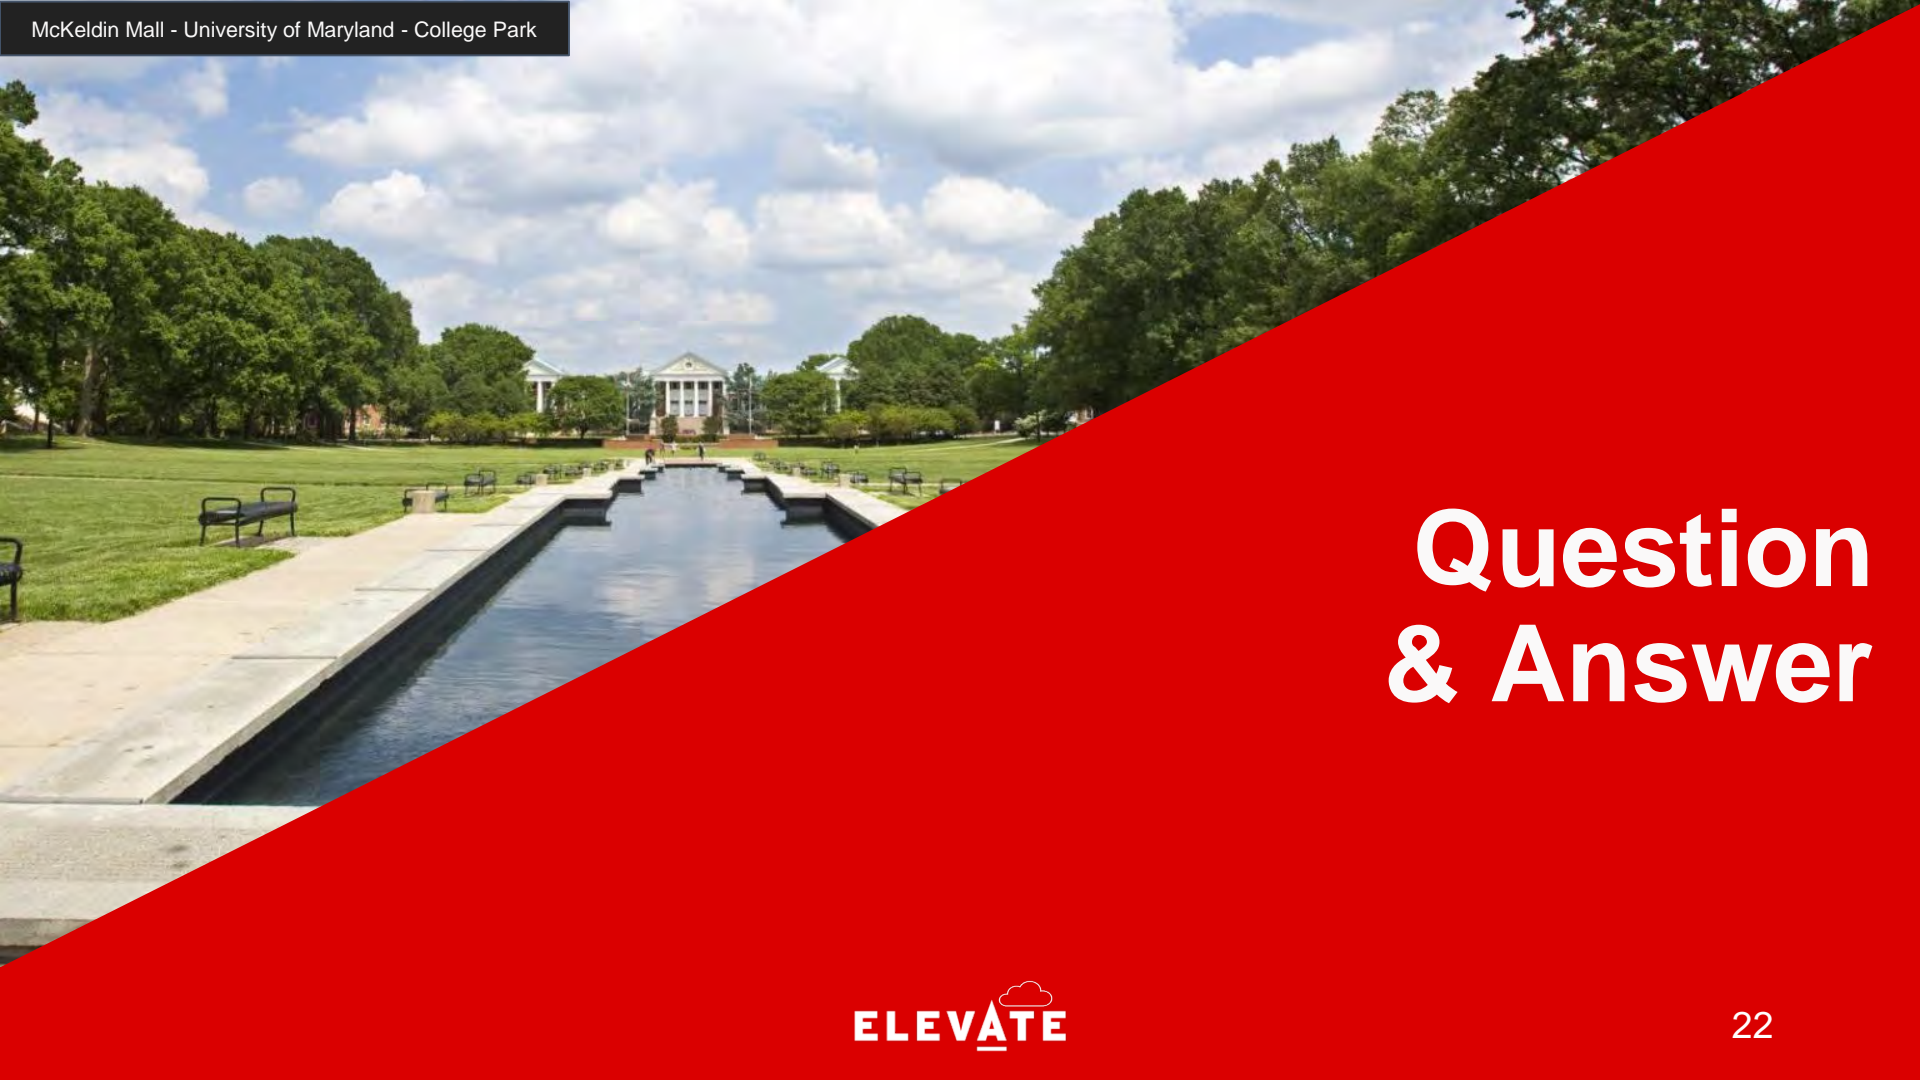 McKeldin Mall - University of Maryland - College Park
Question
& Answer
ELEVATE
22